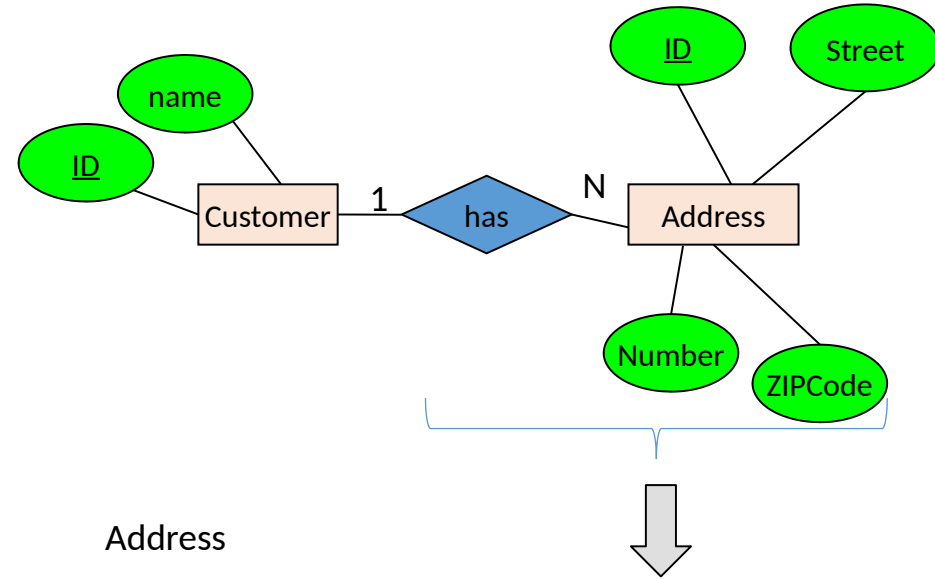 ID
Street
name
ID
1
N
Customer
has
Address
Number
ZIPCode
Address